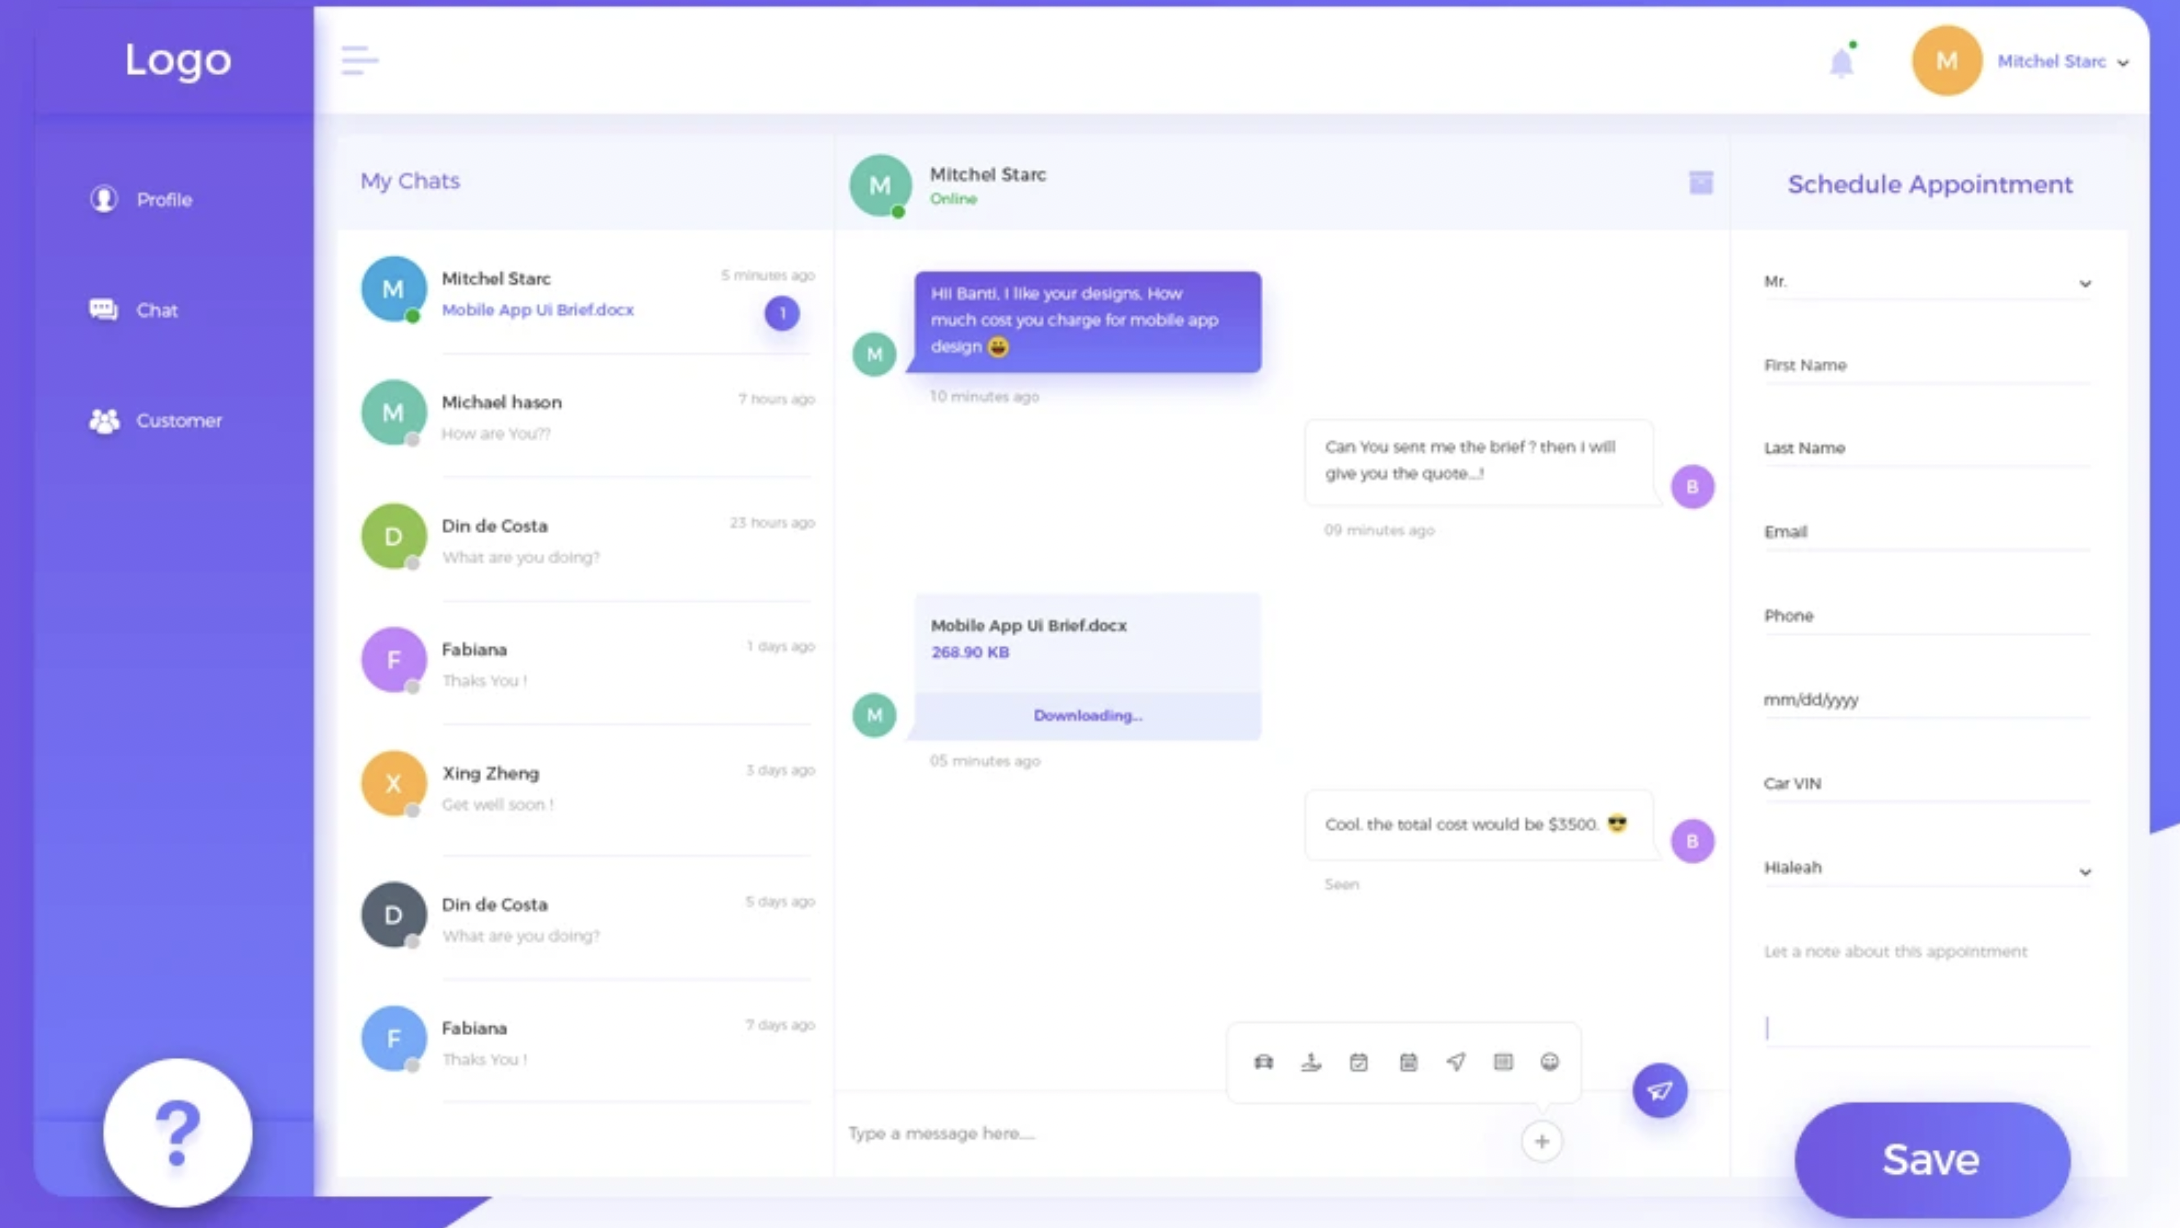 Logo
M
Mitchel Starc
Profile
Chat
Customer
?
My Chats
M
Mitchel Starc
5 minutes ago
Mobile App Ui Brief.docx
1
M
Michael hason
7 hours ago
How are You??
D
Din de Costa
23 hours ago
What are you doing?
F
Fabiana
1 days ago
Thaks You !
X
Xing Zheng
3 days ago
Get well soon !
D
Din de Costa
5 days ago
What are you doing?
F
Fabiana
7 days ago
Thaks You !
M
Mitchel Starc
Online
HII Banti, I like your designs, How
much cost you charge for mobile app
design 😀
M
10 minutes ago
Can You sent me the brief ? then I will
give you the quote...!
B
09 minutes ago
Mobile App Ui Brief.docx
268.90 KB
Downloading...
M
05 minutes ago
Cool. the total cost would be $3500. 😎
B
Seen
Type a message here....
+
Schedule Appointment
Mr.
First Name
Last Name
Email
Phone
mm/dd/yyyy
Car VIN
Hialeah
Let a note about this appointment
Save